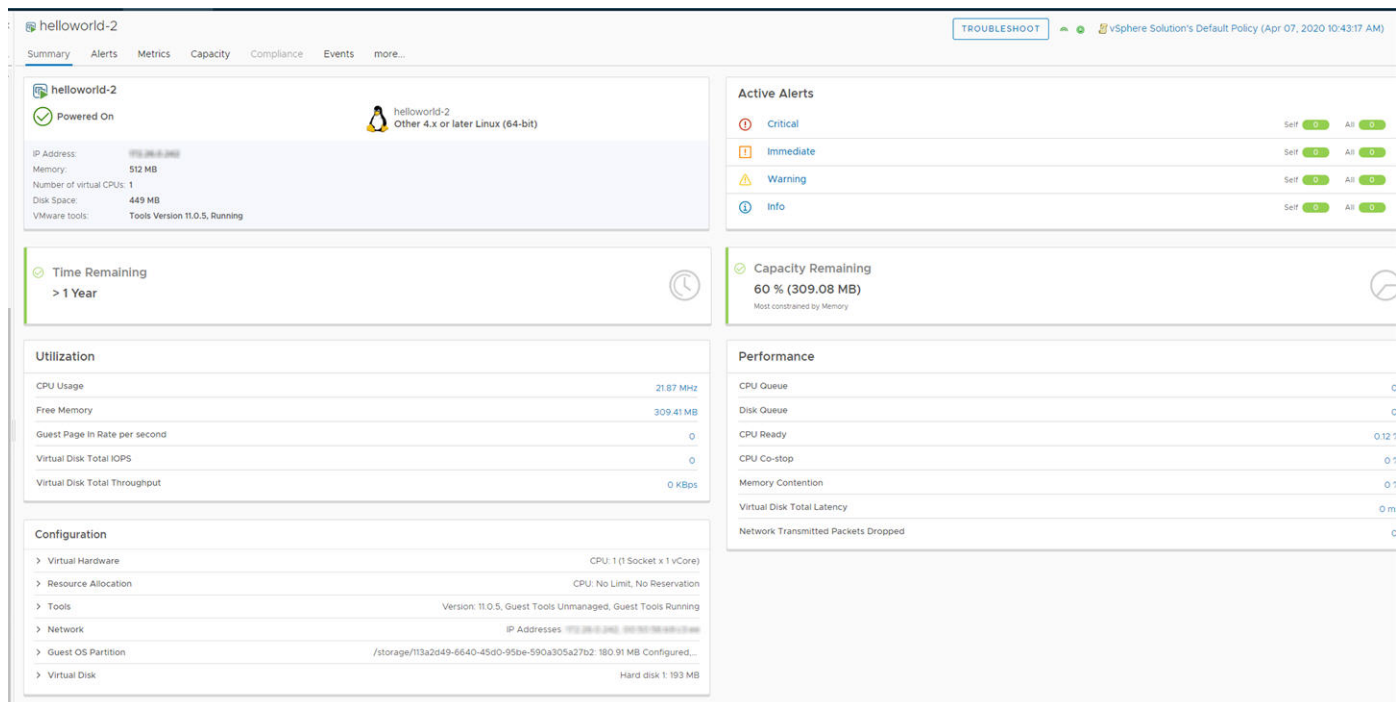 helloworld-2
TROUBLESHOOT vSphere Solution's Default Policy (Apr 07, 2020 10:43:17 AM)
Summary Alerts Metrics Capacity Compliance Events more...
helloworld-2
Powered On
helloworld-2
Other 4.x or later Linux (64-bit)
IP Address:
Memory: 512 MB
Number of virtual CPUs: 1
Disk Space: 449 MB
VMware tools: Tools Version 11.0.5, Running
Active Alerts
Critical Self 0 All 0
Immediate Self 0 All 0
Warning Self 0 All 0
Info Self 0 All 0
Time Remaining
> 1 Year
Capacity Remaining
60 % (309.08 MB)
Most constrained by Memory
Utilization
CPU Usage 21.87 MHz
Free Memory 309.41 MB
Guest Page In Rate per second 0
Virtual Disk Total IOPS 0
Virtual Disk Total Throughput 0 KBps
Performance
CPU Queue
Disk Queue
CPU Ready 0.12
CPU Co-stop 0
Memory Contention 0
Virtual Disk Total Latency 0 m
Network Transmitted Packets Dropped
Configuration
> Virtual Hardware CPU: 1 (1 Socket x 1 vCore)
> Resource Allocation CPU: No Limit, No Reservation
> Tools Version: 11.0.5, Guest Tools Unmanaged, Guest Tools Running
> Network IP Addresses
> Guest OS Partition /storage/113a2d49-6640-45d0-95be-590a305a27b2: 180.91 MB Configured,...
> Virtual Disk Hard disk 1: 193 MB